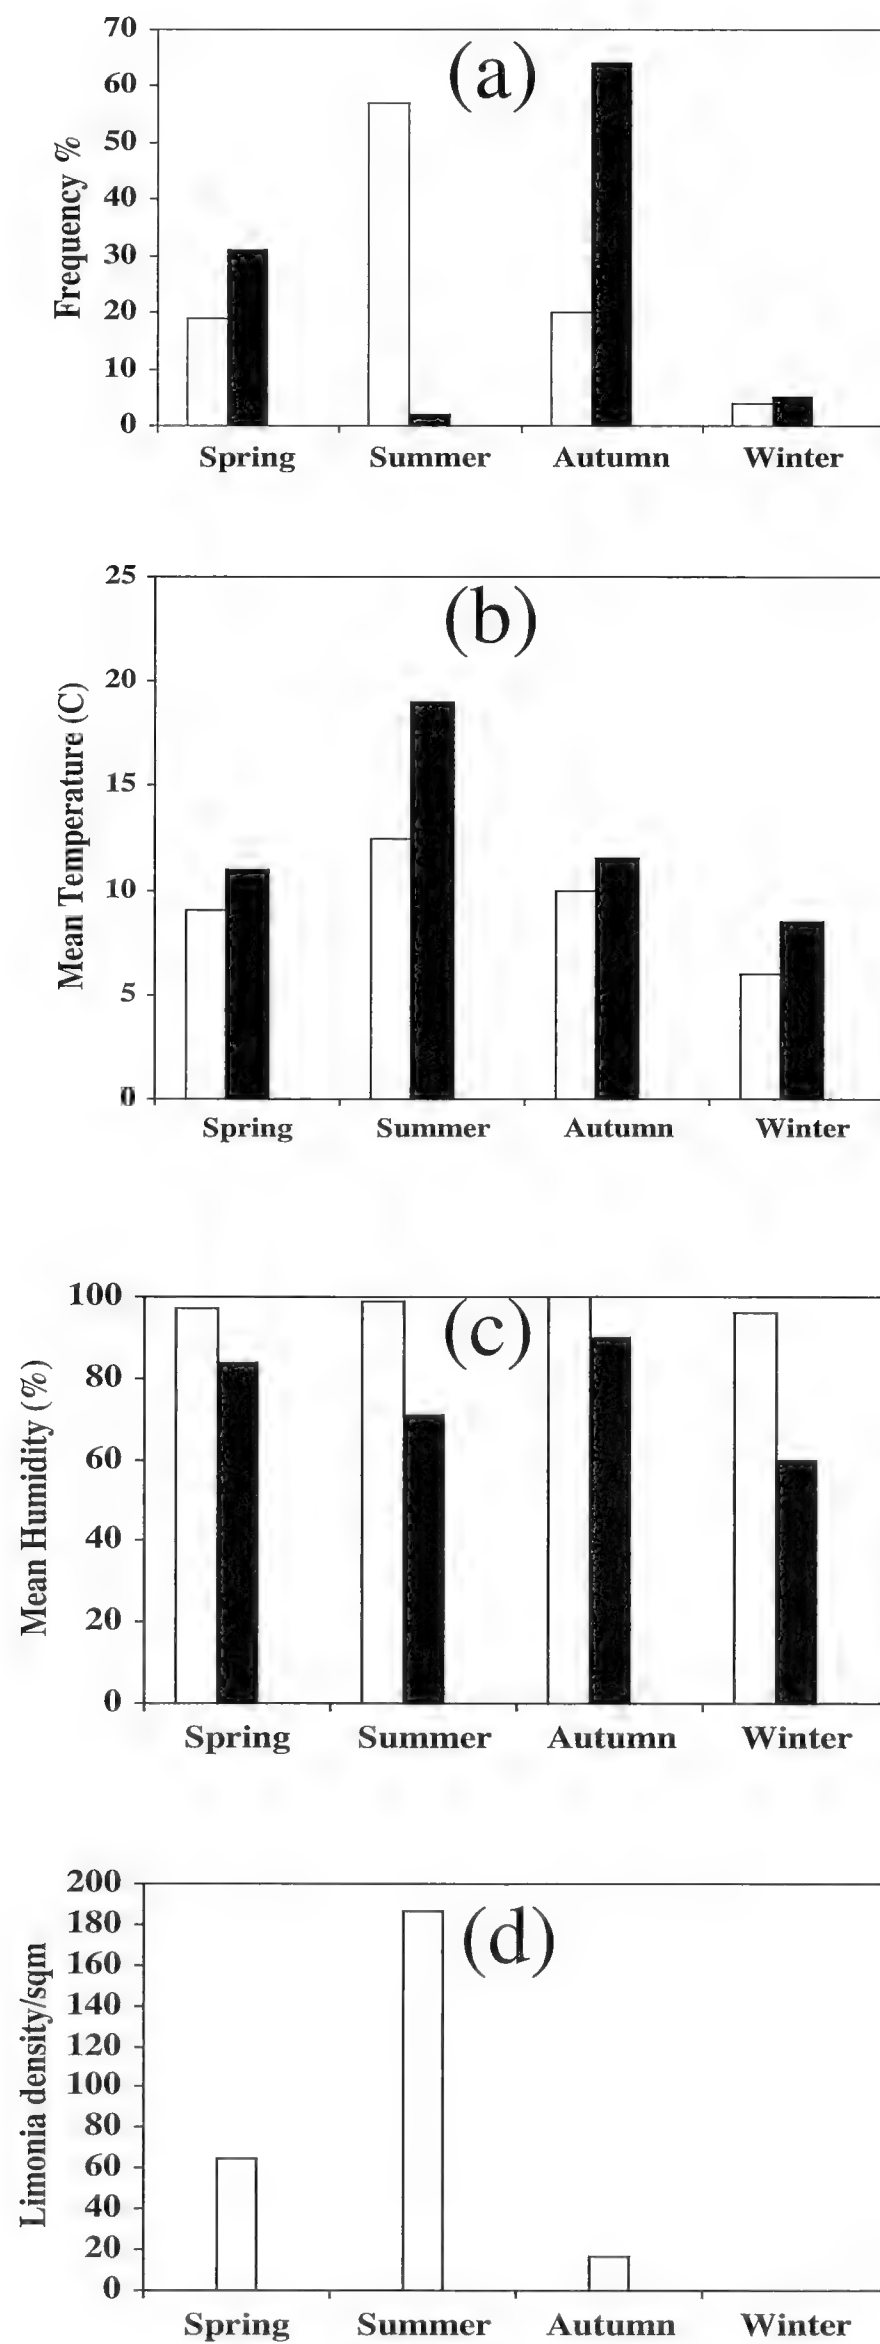 (a)
Frequency %
70
60
50
40
30
20
10
0
Spring Summer Autumn Winter
(b)
Mean Temperature (C)
25
20
15
10
5
0
Spring Summer Autumn Winter
(c)
Mean Humidity (%)
100
80
60
40
20
0
Spring Summer Autumn Winter
(d)
Limonia density/sqm
200
180
160
140
120
100
80
60
40
20
0
Spring Summer Autumn Winter